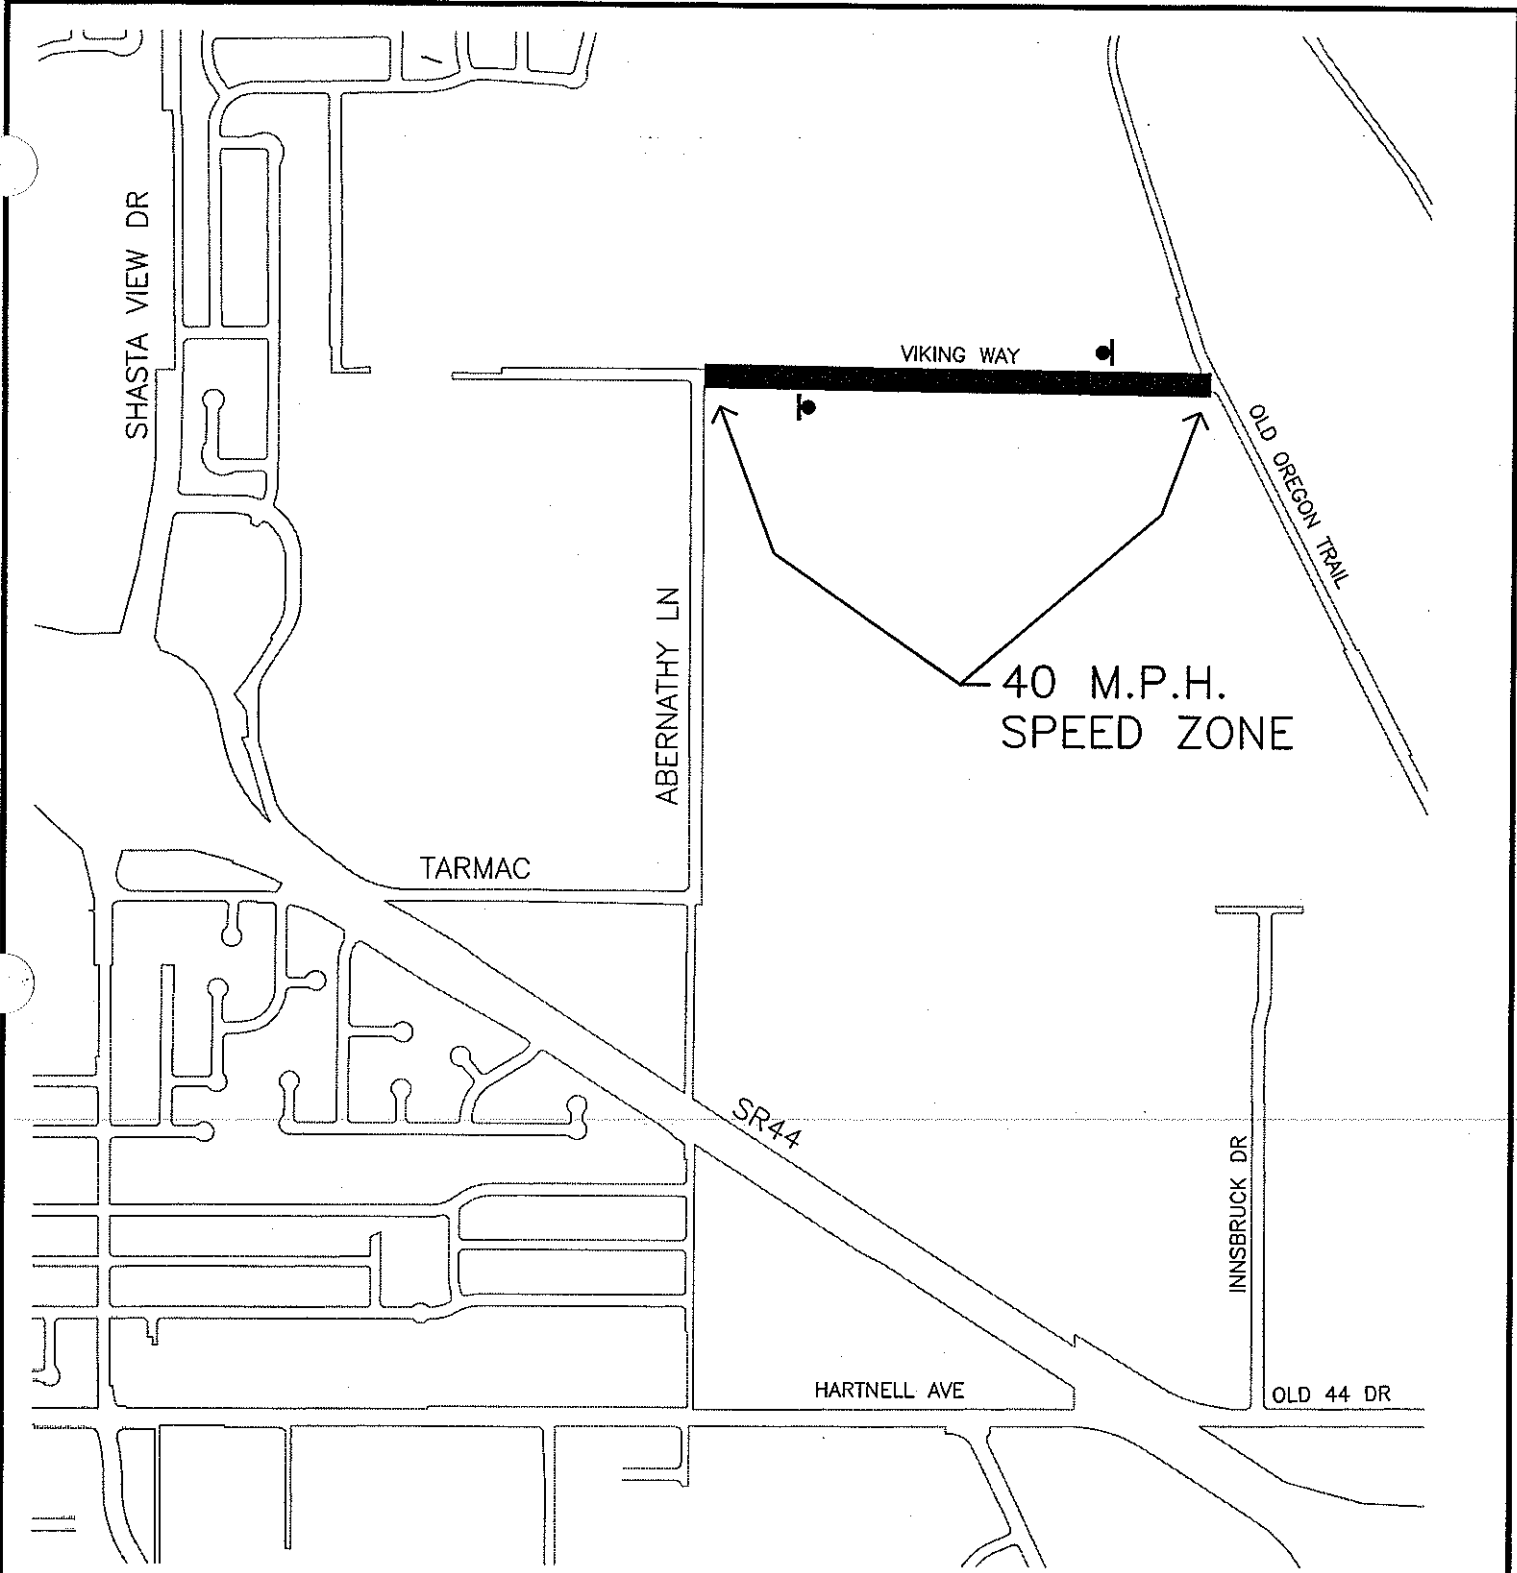 SHASTA VIEW DR
VIKING WAY
OLD OREGON TRAIL
ABERNATHY LN
40 M.P.H.
SPEED ZONE
TARMAC
SR44
INNSBRUCK DR
HARTNELL AVE
OLD 44 DR